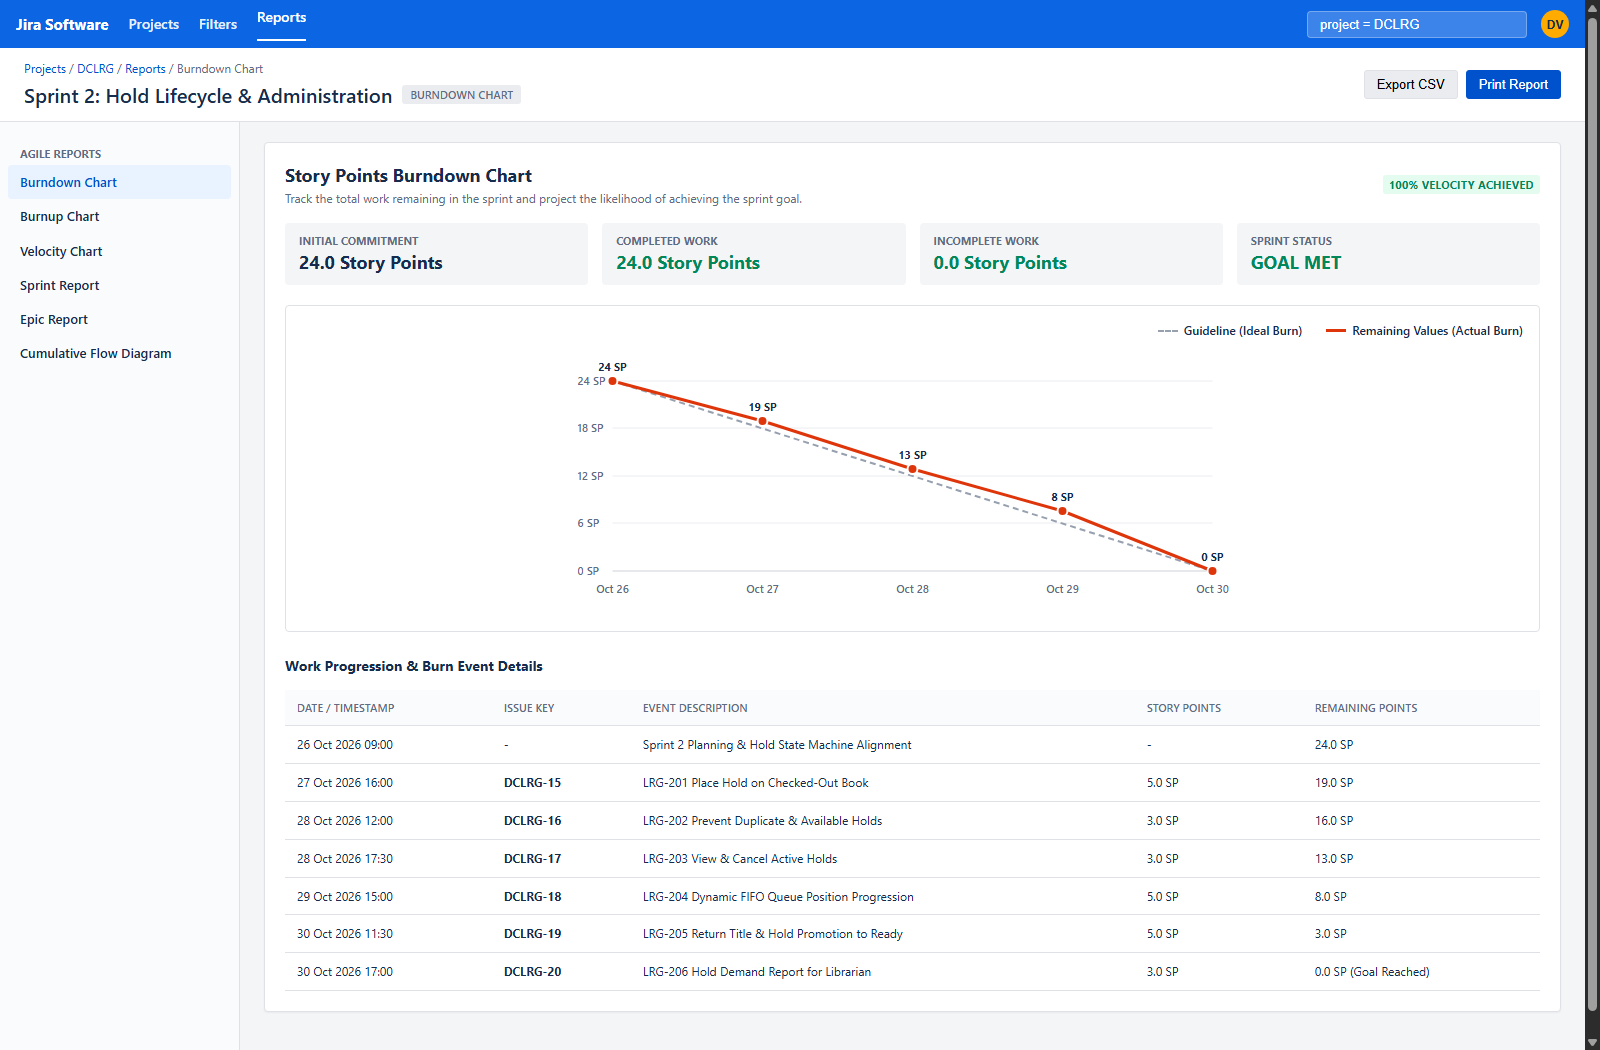 Jira Software Projects Filters Reports project = DCLRG DV
Projects / DCLRG / Reports / Burndown Chart
Sprint 2: Hold Lifecycle & Administration BURNDOWN CHART
Export CSV Print Report
AGILE REPORTS
Burndown Chart
Burnup Chart
Velocity Chart
Sprint Report
Epic Report
Cumulative Flow Diagram
Story Points Burndown Chart
Track the total work remaining in the sprint and project the likelihood of achieving the sprint goal.
100% VELOCITY ACHIEVED
INITIAL COMMITMENT
24.0 Story Points
COMPLETED WORK
24.0 Story Points
INCOMPLETE WORK
0.0 Story Points
SPRINT STATUS
GOAL MET
Guideline (Ideal Burn) Remaining Values (Actual Burn)
24 SP
24 SP
19 SP
18 SP
13 SP
12 SP
8 SP
6 SP
0 SP
0 SP
Oct 26 Oct 27 Oct 28 Oct 29 Oct 30
Work Progression & Burn Event Details
DATE / TIMESTAMP ISSUE KEY EVENT DESCRIPTION STORY POINTS REMAINING POINTS
26 Oct 2026 09:00 - Sprint 2 Planning & Hold State Machine Alignment - 24.0 SP
27 Oct 2026 16:00 DCLRG-15 LRG-201 Place Hold on Checked-Out Book 5.0 SP 19.0 SP
28 Oct 2026 12:00 DCLRG-16 LRG-202 Prevent Duplicate & Available Holds 3.0 SP 16.0 SP
28 Oct 2026 17:30 DCLRG-17 LRG-203 View & Cancel Active Holds 3.0 SP 13.0 SP
29 Oct 2026 15:00 DCLRG-18 LRG-204 Dynamic FIFO Queue Position Progression 5.0 SP 8.0 SP
30 Oct 2026 11:30 DCLRG-19 LRG-205 Return Title & Hold Promotion to Ready 5.0 SP 3.0 SP
30 Oct 2026 17:00 DCLRG-20 LRG-206 Hold Demand Report for Librarian 3.0 SP 0.0 SP (Goal Reached)